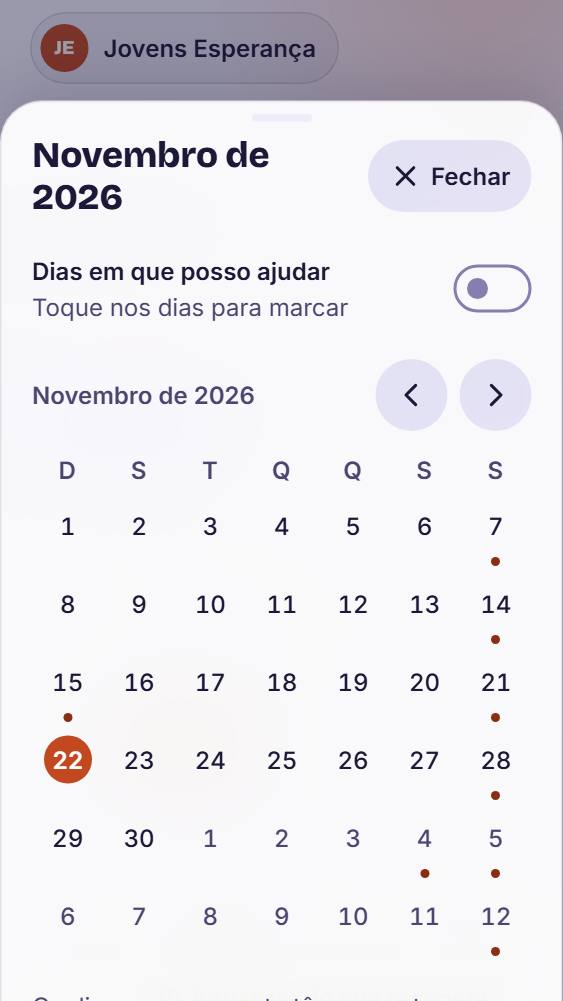 JE Jovens Esperança
Novembro de
2026
Fechar
Dias em que posso ajudar
Toque nos dias para marcar
Novembro de 2026
D S T Q Q S S
1 2 3 4 5 6 7
8 9 10 11 12 13 14
15 16 17 18 19 20 21
22 23 24 25 26 27 28
29 30 1 2 3 4 5
6 7 8 9 10 11 12